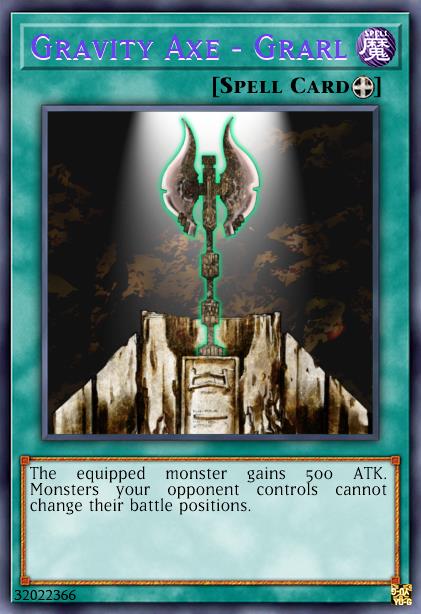 Gravity Axe - Grarl
SPELL
魔
[Spell Card]
The equipped monster gains 500 ATK.
Monsters your opponent controls cannot
change their battle positions.
32022366